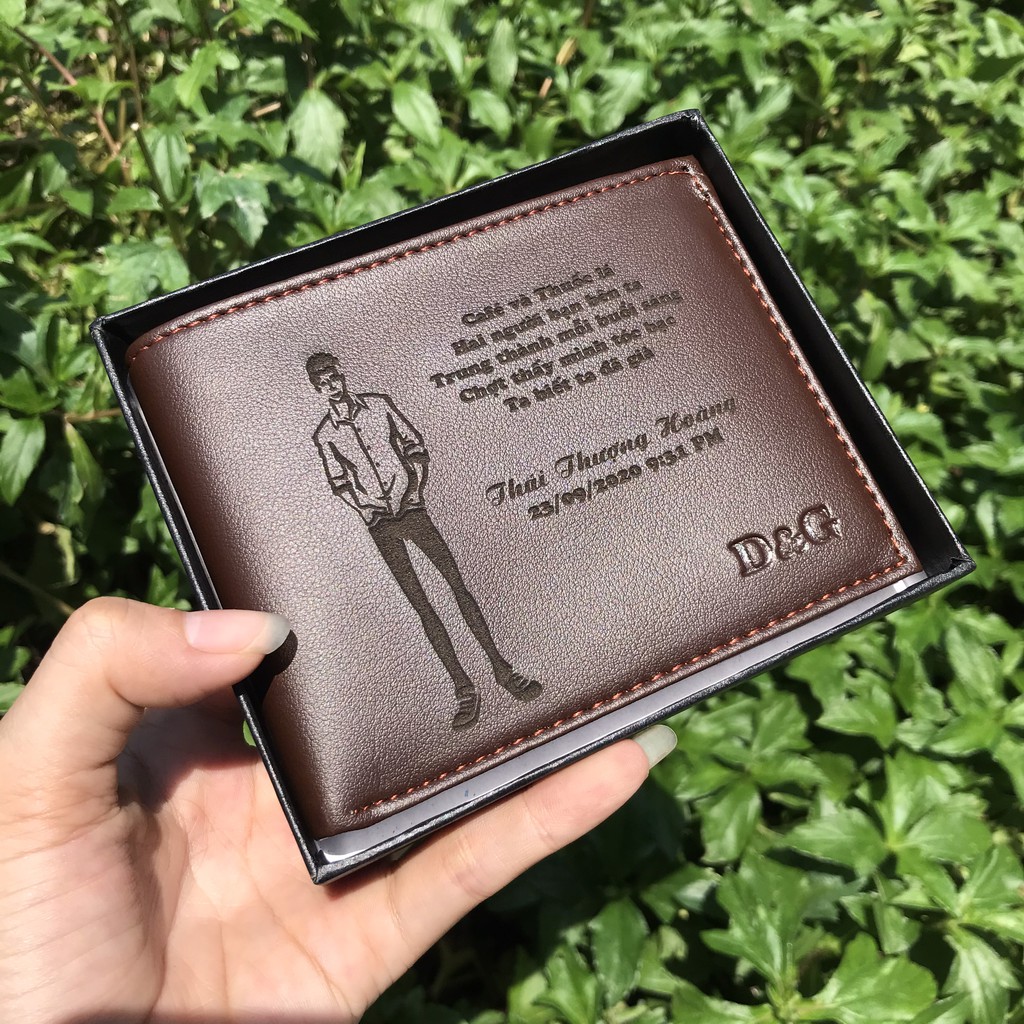 Café và Thuốc lá
Hai người bạn bên ta
Trung thành mỗi buổi sáng
Chợt thấy mình tóc bạc
Ta biết ta đã già
Thái Thượng Hoàng
23/09/2020 9:31 PM
D&G